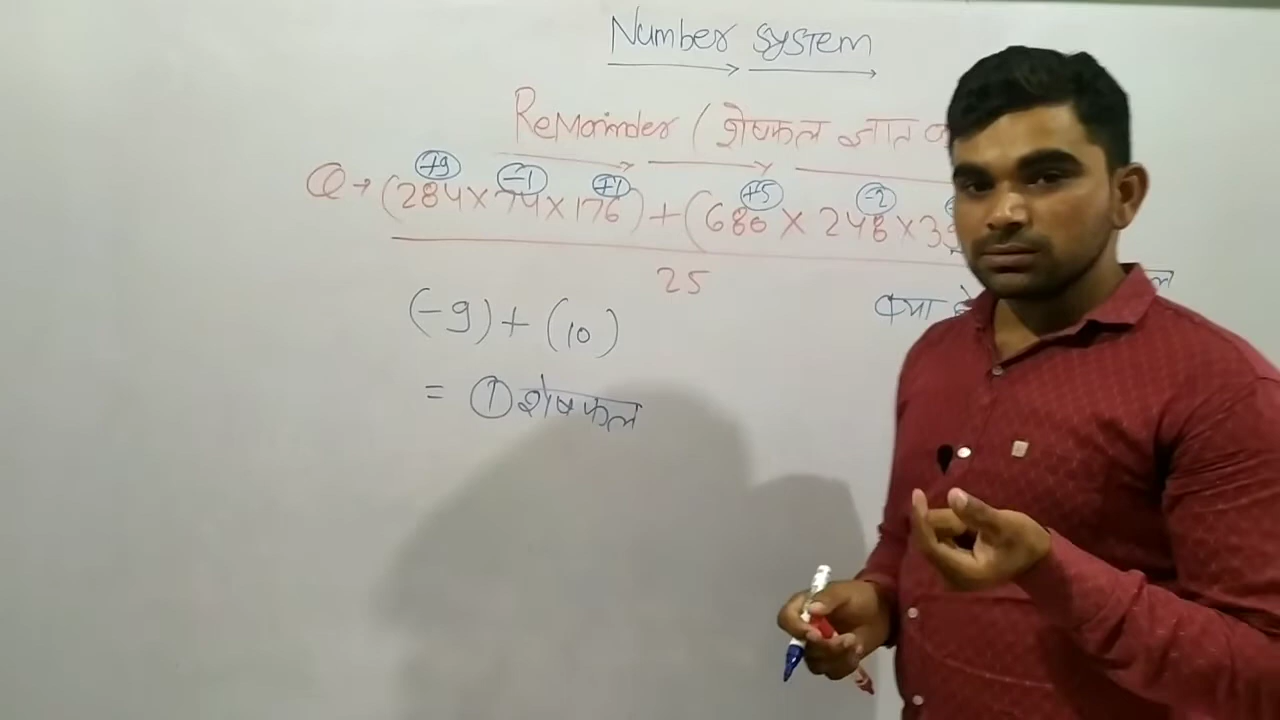 Number system
Remainder (शेषफल ज्ञात
+9 -1 +1 +5 -2
Q → (284 × 74 × 176) + (680 × 248 × 3
25
क्या
(-9) + (10)
= 1 शेषफल